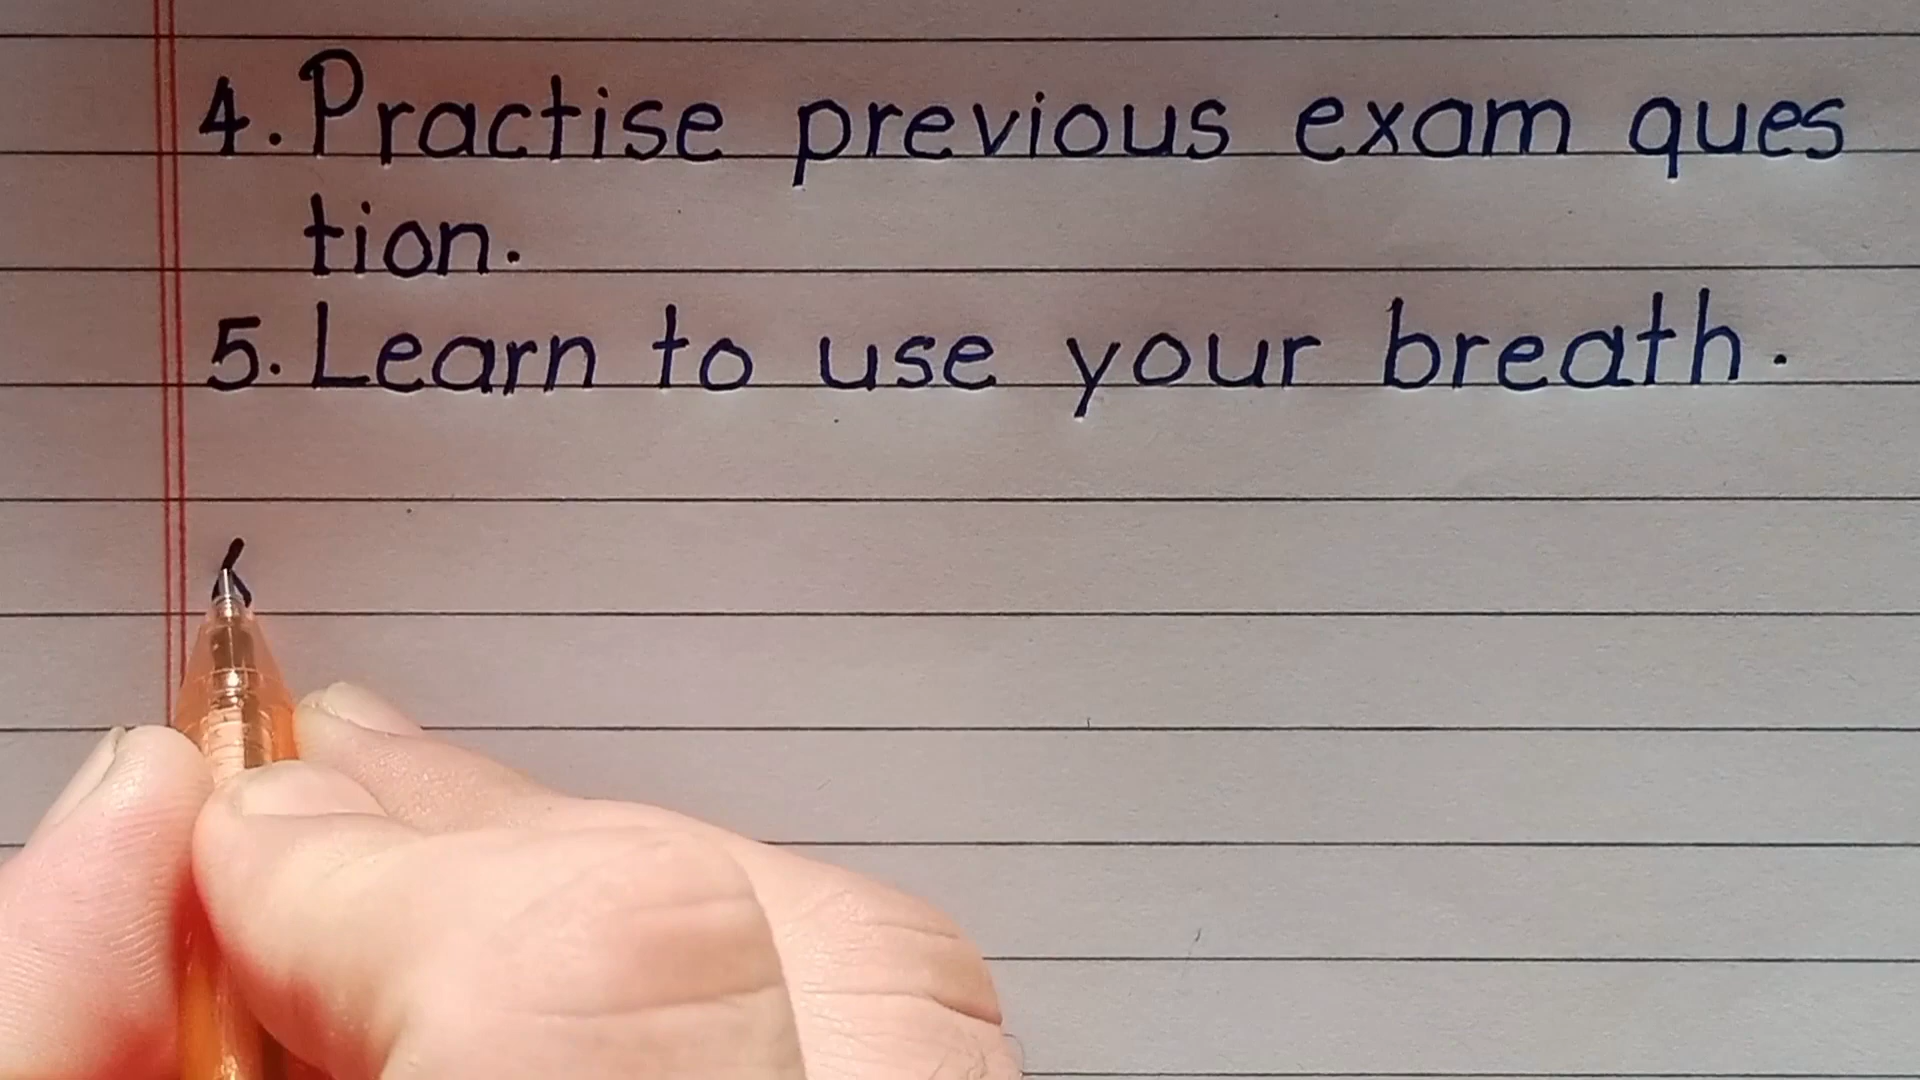 4. Practise previous exam ques
tion.
5. Learn to use your breath.